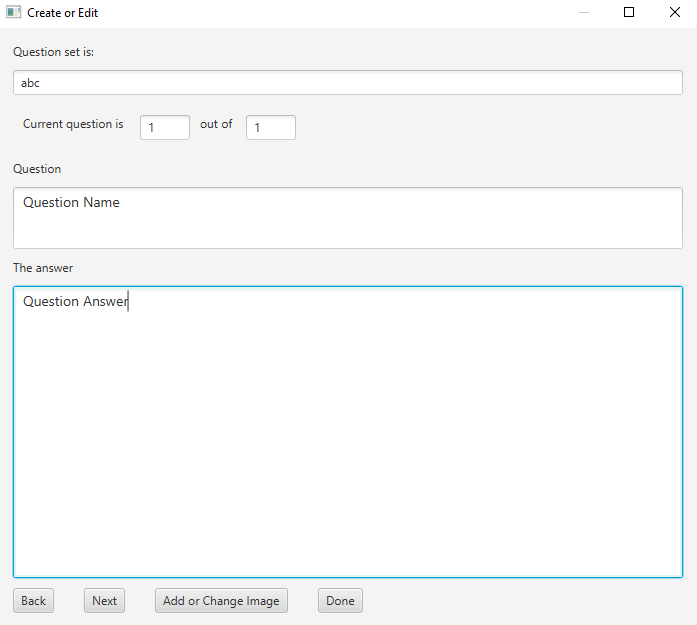 Create or Edit
Question set is:
abc
Current question is 1 out of 1
Question
Question Name
The answer
Question Answer
Back Next Add or Change Image Done